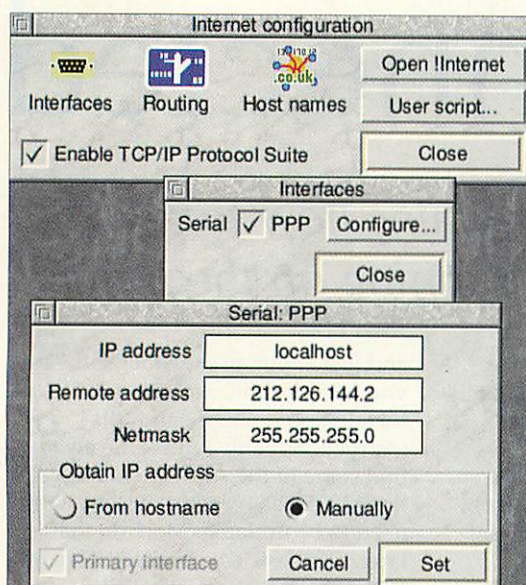 Internet configuration
.co.uk
Open !Internet
Interfaces
Routing
Host names
User script...
Enable TCP/IP Protocol Suite
Close
Interfaces
Serial
PPP
Configure...
Close
Serial: PPP
IP address
localhost
Remote address
212.126.144.2
Netmask
255.255.255.0
Obtain IP address
From hostname
Manually
Primary interface
Cancel
Set